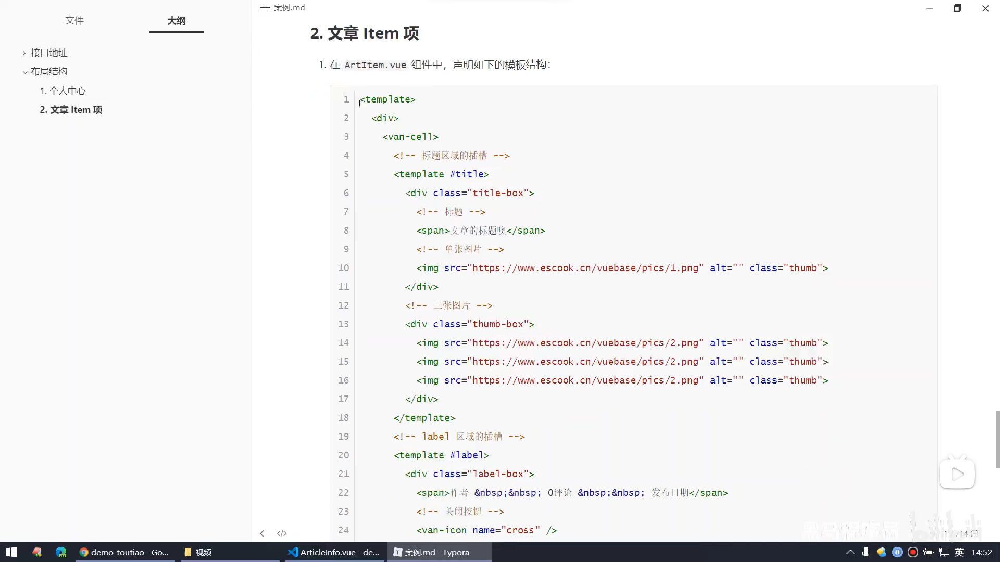 文件
大纲
接口地址
布局结构
1. 个人中心
2. 文章 Item 项
案例.md
2. 文章 Item 项
1. 在 ArtItem.vue 组件中，声明如下的模板结构：
1 <template>
2 <div>
3 <van-cell>
4 <!-- 标题区域的插槽 -->
5 <template #title>
6 <div class="title-box">
7 <!-- 标题 -->
8 <span>文章的标题噢</span>
9 <!-- 单张图片 -->
10 <img src="https://www.escook.cn/vuebase/pics/1.png" alt="" class="thumb">
11 </div>
12 <!-- 三张图片 -->
13 <div class="thumb-box">
14 <img src="https://www.escook.cn/vuebase/pics/2.png" alt="" class="thumb">
15 <img src="https://www.escook.cn/vuebase/pics/2.png" alt="" class="thumb">
16 <img src="https://www.escook.cn/vuebase/pics/2.png" alt="" class="thumb">
17 </div>
18 </template>
19 <!-- label 区域的插槽 -->
20 <template #label>
21 <div class="label-box">
22 <span>作者 &nbsp;&nbsp; 0评论 &nbsp;&nbsp; 发布日期</span>
23 <!-- 关闭按钮 -->
24 <van-icon name="cross" />
黑马程序员 bilibili
1 / 714 词
demo-toutiao - Go...
视频
ArticleInfo.vue - de...
案例.md - Typora
英
14:52